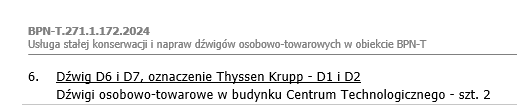 BPN-T.271.1.172.2024
Usługa stałej konserwacji i napraw dźwigów osobowo-towarowych w obiekcie BPN-T
6. Dźwig D6 i D7, oznaczenie Thyssen Krupp - D1 i D2
Dźwigi osobowo-towarowe w budynku Centrum Technologicznego - szt. 2